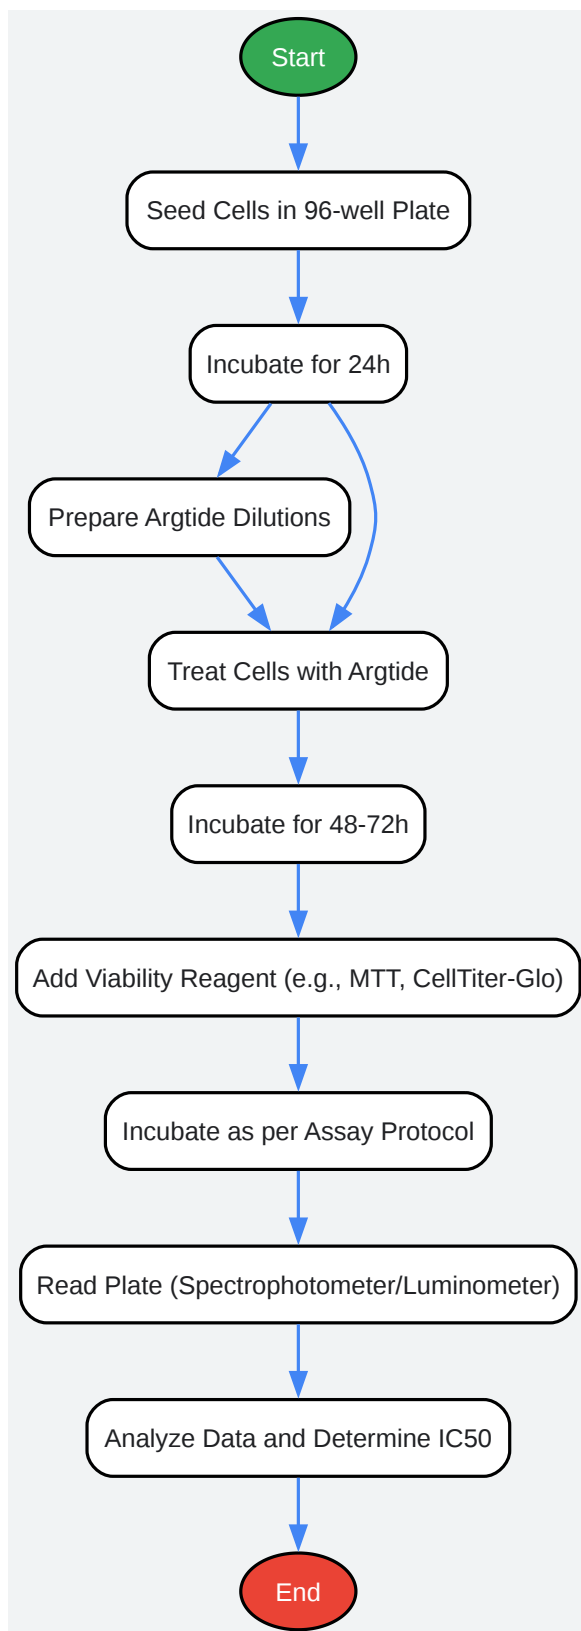 Start
Seed Cells in 96-well Plate
Incubate for 24h
Prepare Argtide Dilutions
Treat Cells with Argtide
Incubate for 48-72h
Add Viability Reagent (e.g., MTT, CellTiter-Glo)
Incubate as per Assay Protocol
Read Plate (Spectrophotometer/Luminometer)
Analyze Data and Determine IC50
End